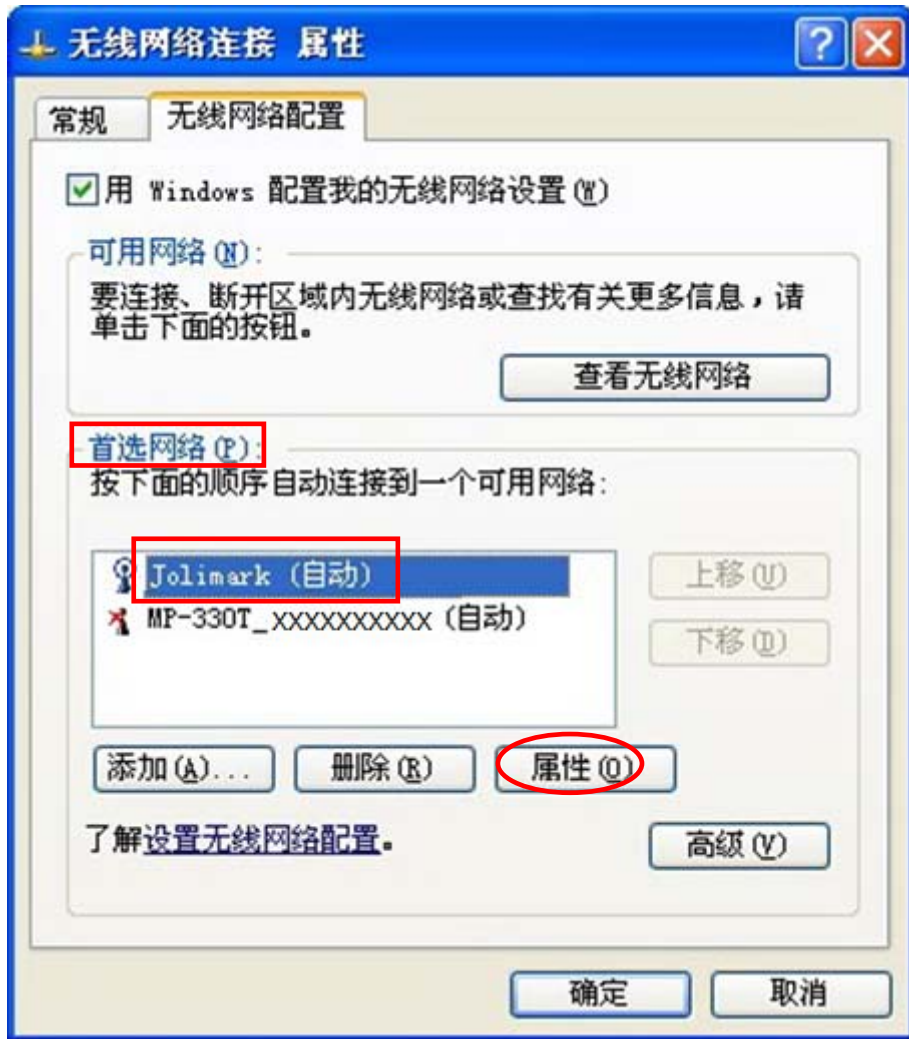 无线网络连接 属性
常规
无线网络配置
用 Windows 配置我的无线网络设置(W)
可用网络(N):
要连接、断开区域内无线网络或查找有关更多信息，请
单击下面的按钮。
查看无线网络
首选网络(P):
按下面的顺序自动连接到一个可用网络:
Jolimark (自动)
上移(U)
MP-330T_XXXXXXXXXX (自动)
下移(D)
添加(A)...
删除(R)
属性(O)
了解设置无线网络配置。
高级(V)
确定
取消